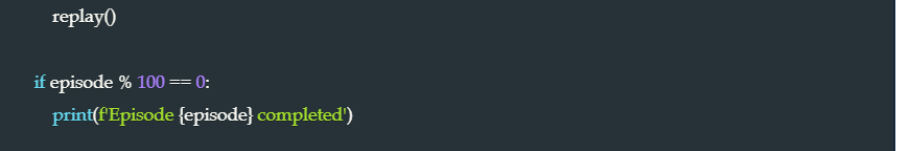 replay()
if episode % 100 == 0:
print(f'Episode {episode} completed')